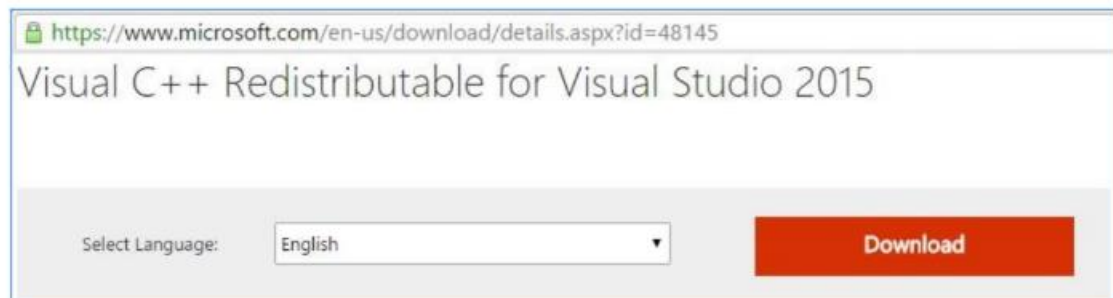 https://www.microsoft.com/en-us/download/details.aspx?id=48145
Visual C++ Redistributable for Visual Studio 2015
Select Language: English Download